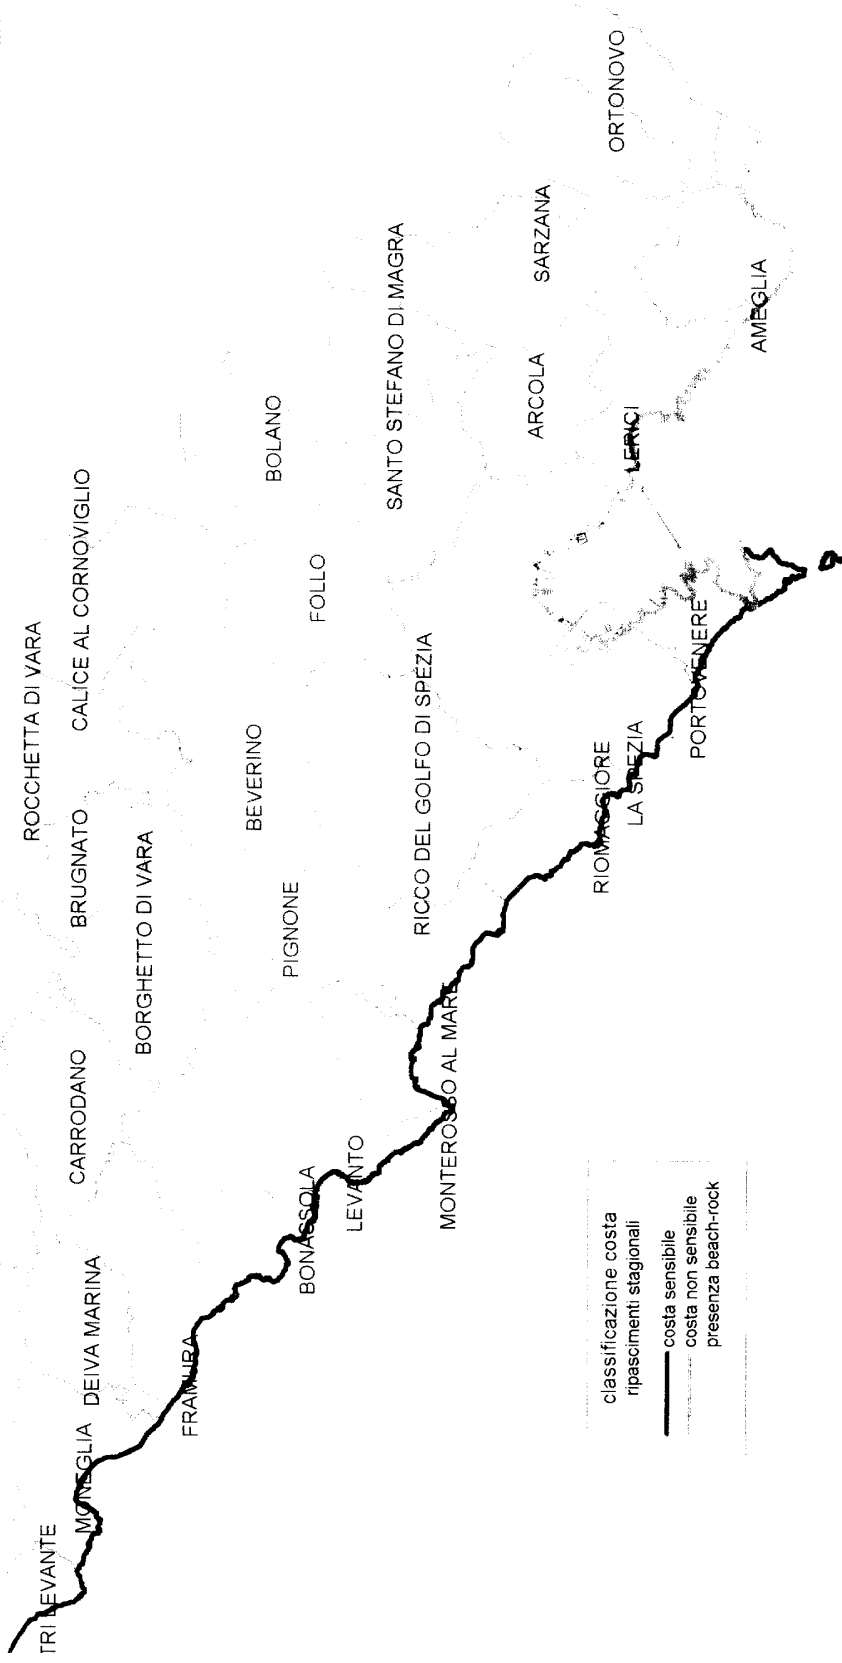 ORTONOVO
SARZANA
AMEGLIA
SANTO STEFANO DI MAGRA
ARCOLA
LERICI
BOLANO
CALICE AL CORNOVIGLIO
FOLLO
ROCCHETTA DI VARA
RICCO DEL GOLFO DI SPEZIA
PORTOVENERE
BEVERINO
LA SPEZIA
RIOMAGGIORE
BRUGNATO
BORGHETTO DI VARA
PIGNONE
MONTEROSSO AL MARE
CARRODANO
LEVANTO
BONASSOLA
DEIVA MARINA
FRAMURA
MONEGLIA
TRI LEVANTE
classificazione costa
ripascimenti stagionali
costa sensibile
costa non sensibile
presenza beach-rock